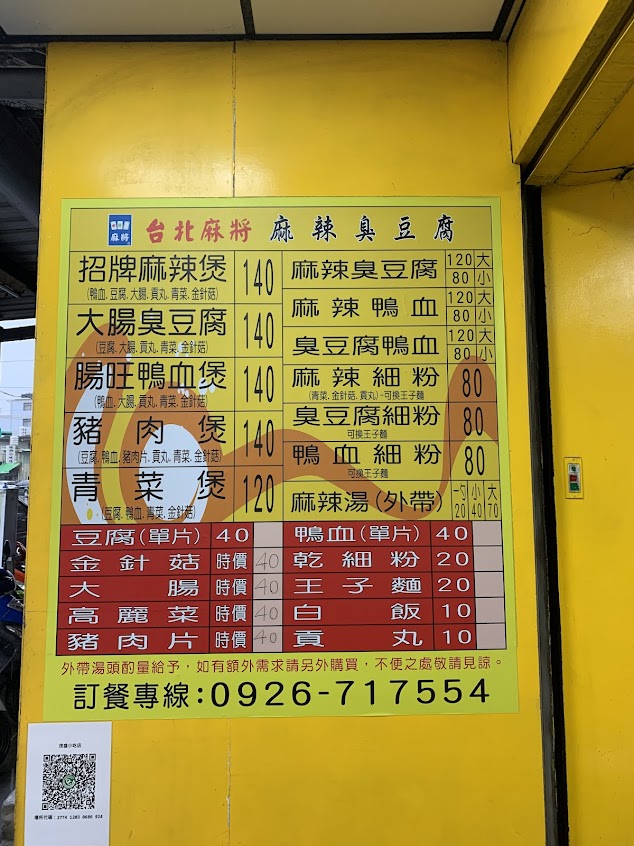 麻將 台北麻將 麻辣臭豆腐
招牌麻辣煲 140
(鴨血.豆腐.大腸.貢丸.青菜.金針菇)
大腸臭豆腐 140
(豆腐.大腸.貢丸.青菜.金針菇)
腸旺鴨血煲 140
(鴨血.大腸.貢丸.青菜.金針菇)
豬肉煲 140
(豆腐.鴨血.豬肉片.貢丸.青菜.金針菇)
青菜煲 120
(豆腐.鴨血.青菜.金針菇)
麻辣臭豆腐 120 大
80 小
麻辣鴨血 120 大
80 小
臭豆腐鴨血 120 大
80 小
麻辣細粉 80
(青菜.金針菇.貢丸)-可換王子麵
臭豆腐細粉 80
可換王子麵
鴨血細粉 80
可換王子麵
麻辣湯(外帶) 一勺 小 大
20 40 70
豆腐(單片) 40
金針菇 時價 40
大腸 時價 40
高麗菜 時價 40
豬肉片 時價 40
鴨血(單片) 40
乾細粉 20
王子麵 20
白飯 10
貢丸 10
外帶湯頭酌量給予，如有額外需求請另外購買，不便之處敬請見諒。
訂餐專線:0926-717554